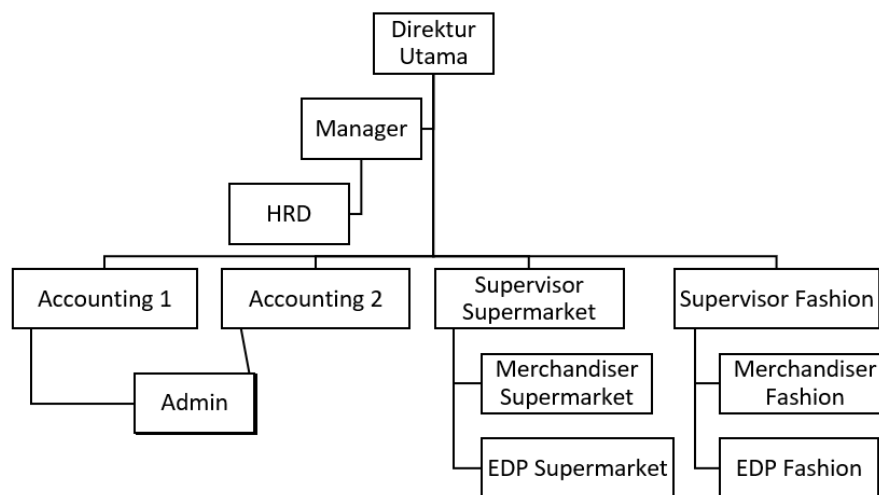 Direktur
Utama
Manager
HRD
Accounting 1
Accounting 2
Supervisor
Supermarket
Supervisor Fashion
Admin
Merchandiser
Supermarket
Merchandiser
Fashion
EDP Supermarket
EDP Fashion